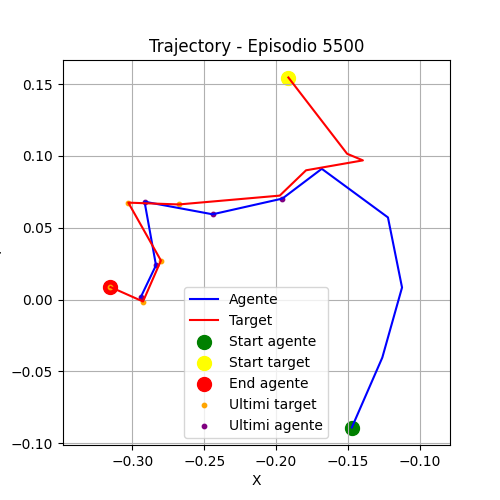 Trajectory - Episodio 5500
0.15
0.10
0.05
0.00
−0.05
−0.10
−0.30
−0.25
−0.20
−0.15
−0.10
X
Agente
Target
Start agente
Start target
End agente
Ultimi target
Ultimi agente